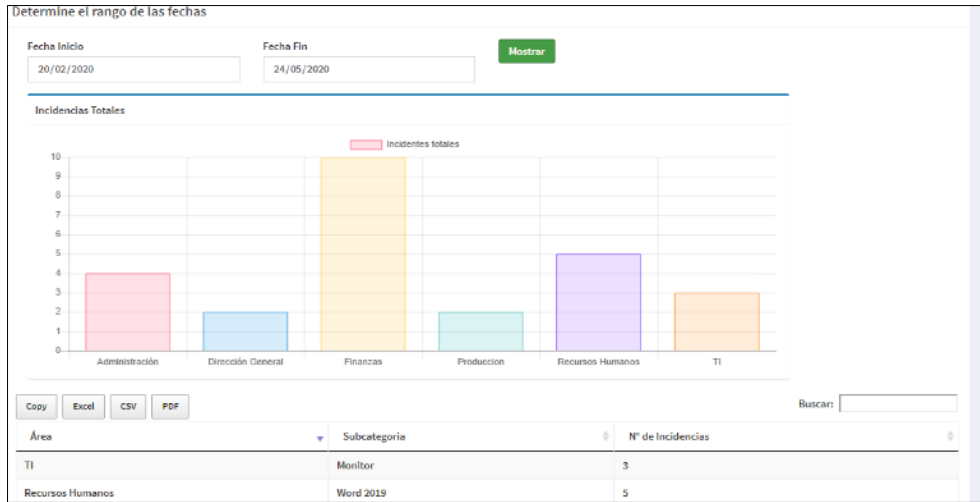 Determine el rango de las fechas
Fecha Inicio Fecha Fin
Mostrar
20/02/2020 24/05/2020
Incidencias Totales
Incidentes totales
10
9
8
7
6
5
4
3
2
1
0
Administración Dirección General Finanzas Produccion Recursos Humanos TI
Copy Excel CSV PDF Buscar:
Área Subcategoria N° de Incidencias
TI Monitor 3
Recursos Humanos Word 2019 5